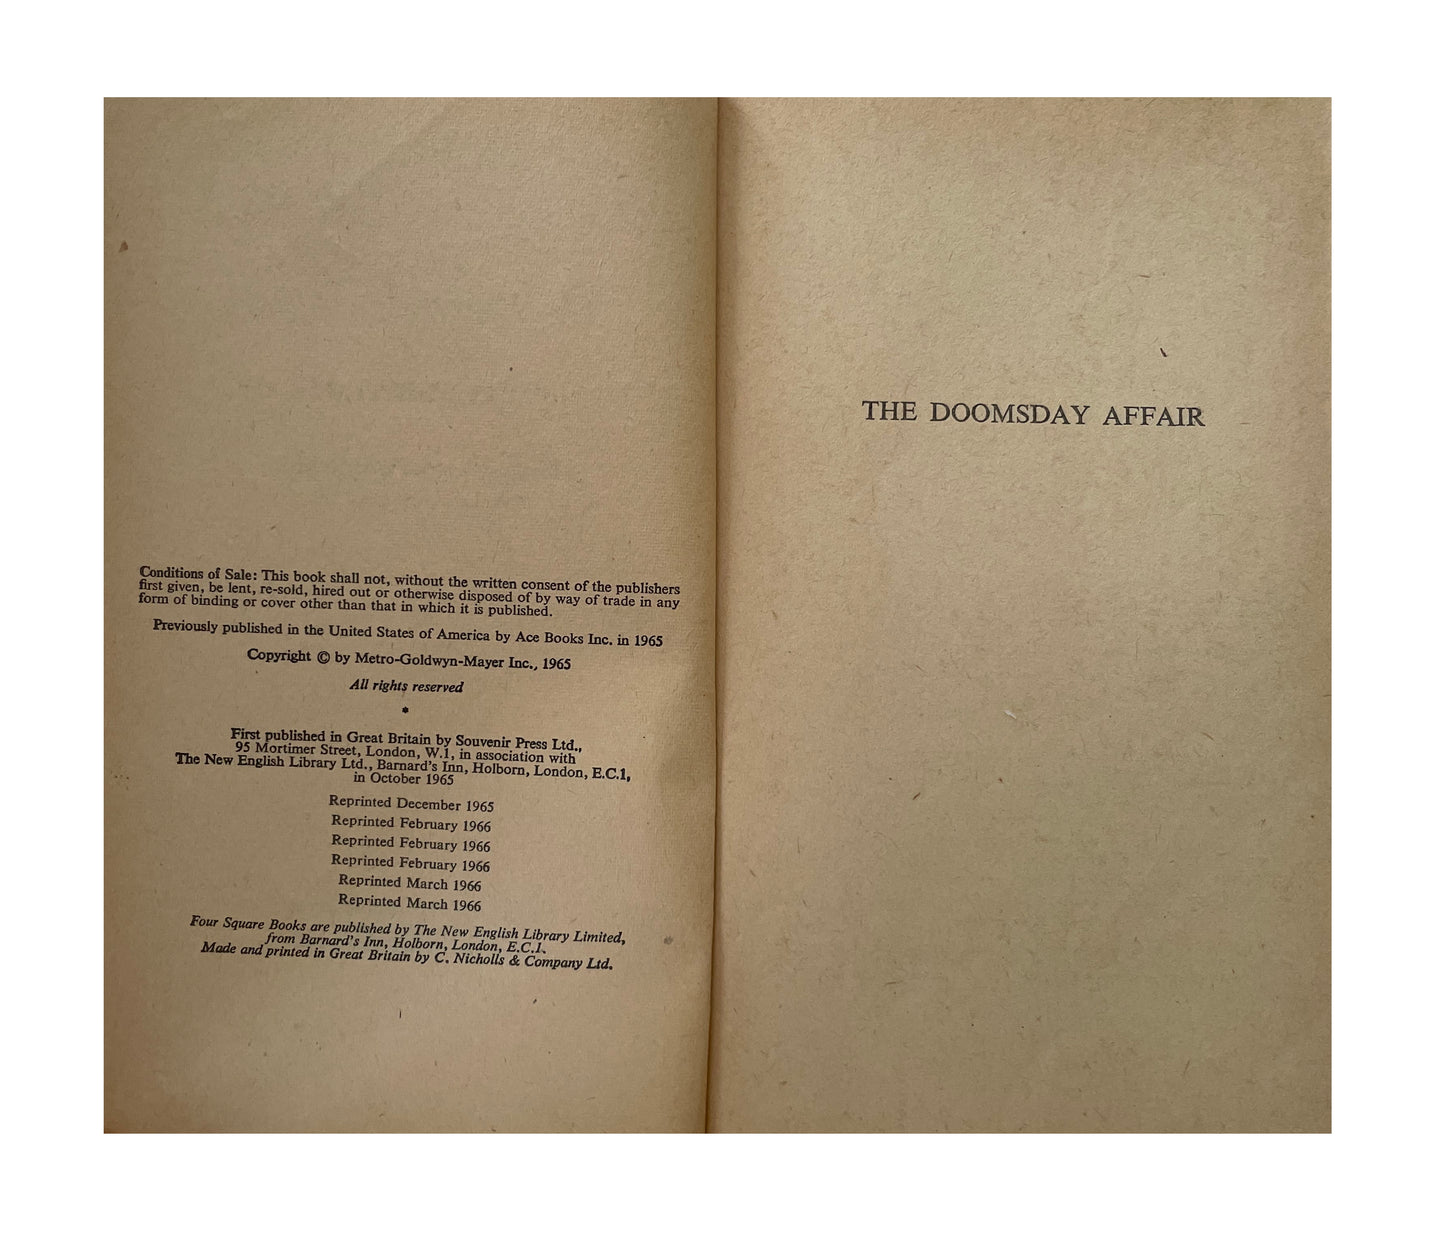 Conditions of Sale: This book shall not, without the written consent of the publishers
first given, be lent, re-sold, hired out or otherwise disposed of by way of trade in any
form of binding or cover other than that in which it is published.
Previously published in the United States of America by Ace Books Inc. in 1965
Copyright © by Metro-Goldwyn-Mayer Inc., 1965
All rights reserved
*
First published in Great Britain by Souvenir Press Ltd.,
95 Mortimer Street, London, W.1, in association with
The New English Library Ltd., Barnard's Inn, Holborn, London, E.C.1,
in October 1965
Reprinted December 1965
Reprinted February 1966
Reprinted February 1966
Reprinted February 1966
Reprinted March 1966
Reprinted March 1966
Four Square Books are published by The New English Library Limited,
from Barnard's Inn, Holborn, London, E.C.1.
Made and printed in Great Britain by C. Nicholls & Company Ltd.
THE DOOMSDAY AFFAIR